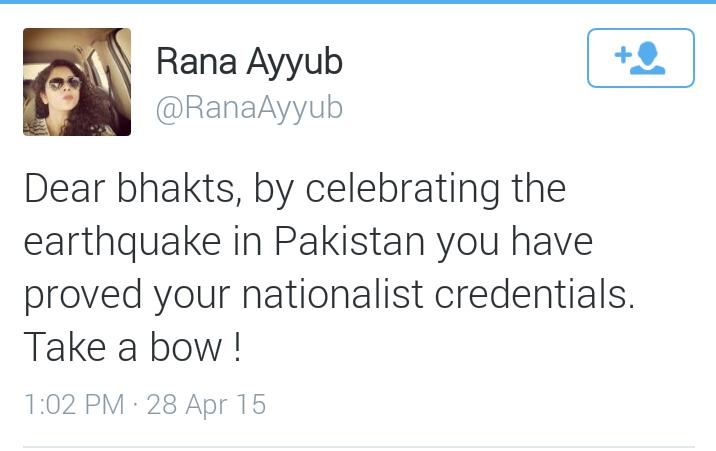 Rana Ayyub
@RanaAyyub
Dear bhakts, by celebrating the
earthquake in Pakistan you have
proved your nationalist credentials.
Take a bow !
1:02 PM · 28 Apr 15